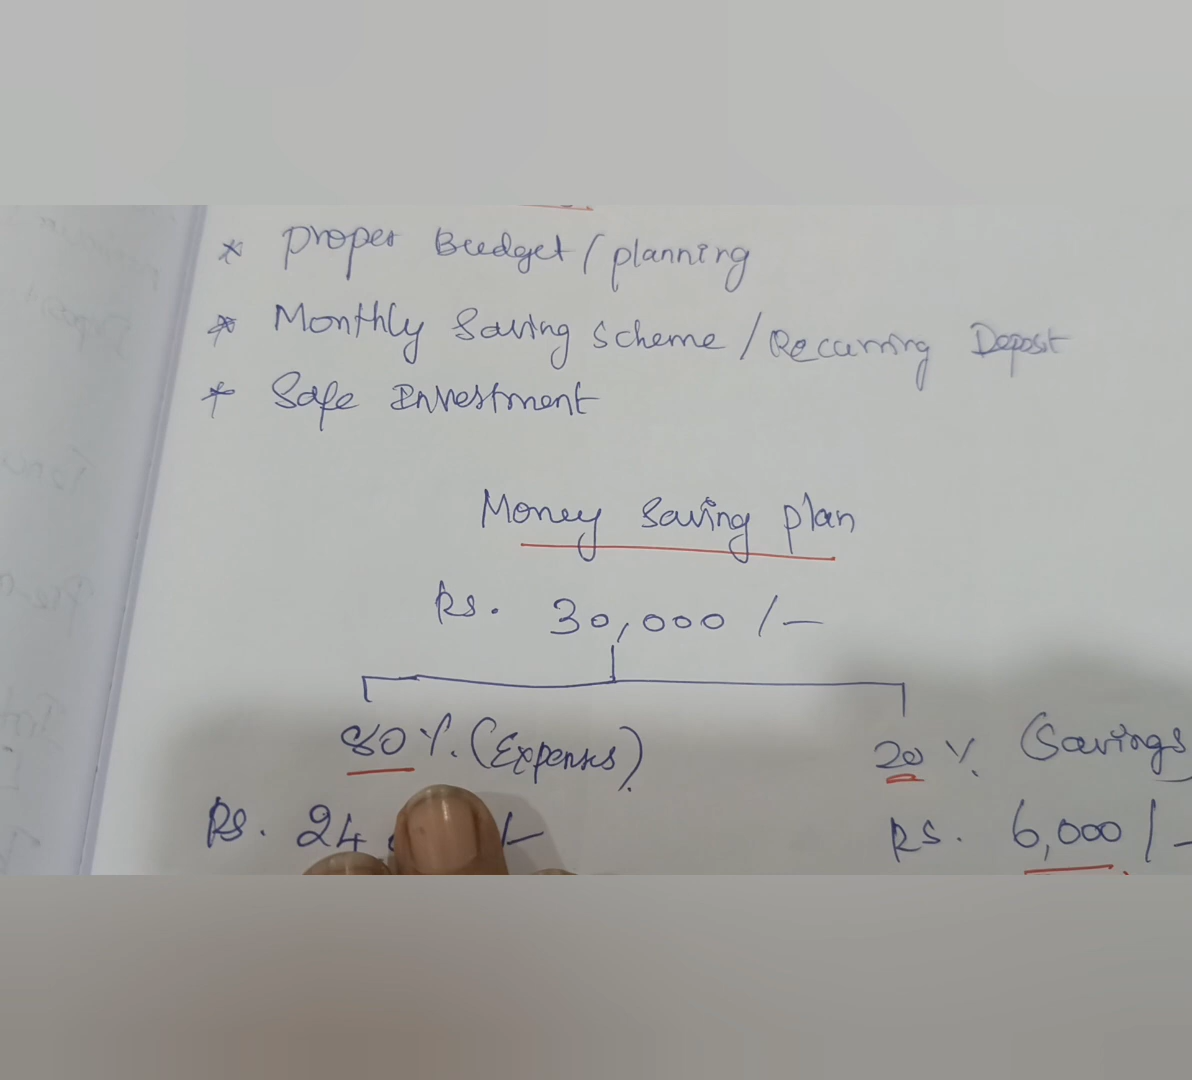 * Proper Budget / planning
* Monthly Saving Scheme / Recurring Deposit
* Safe Investment
Money Saving plan
Rs. 30,000 /-
80 %. (Expenses) 20 %. (Savings
Rs. 24 /- Rs. 6,000 /-